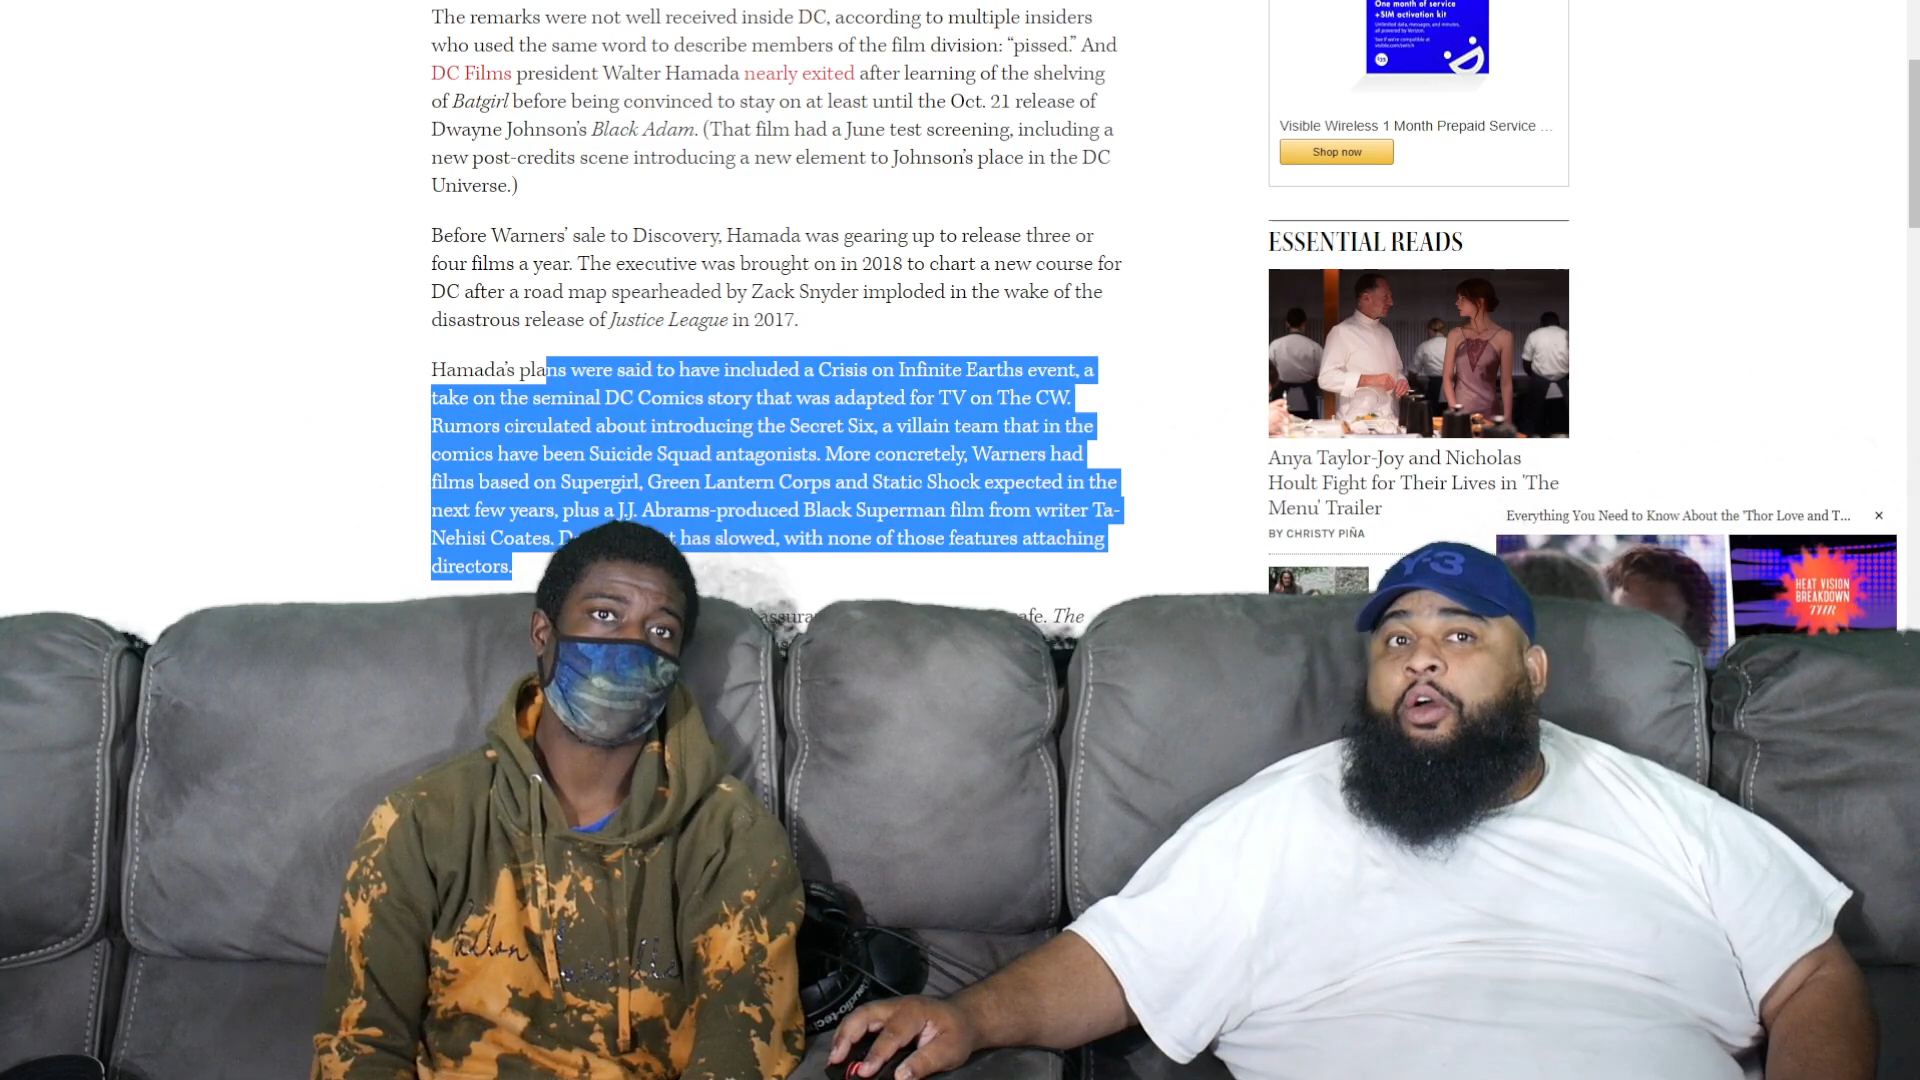 The remarks were not well received inside DC, according to multiple insiders
who used the same word to describe members of the film division: “pissed.” And
DC Films president Walter Hamada nearly exited after learning of the shelving
of Batgirl before being convinced to stay on at least until the Oct. 21 release of
Dwayne Johnson’s Black Adam. (That film had a June test screening, including a
new post-credits scene introducing a new element to Johnson’s place in the DC
Universe.)
Before Warners’ sale to Discovery, Hamada was gearing up to release three or
four films a year. The executive was brought on in 2018 to chart a new course for
DC after a road map spearheaded by Zack Snyder imploded in the wake of the
disastrous release of Justice League in 2017.
Hamada’s plans were said to have included a Crisis on Infinite Earths event, a
take on the seminal DC Comics story that was adapted for TV on The CW.
Rumors circulated about introducing the Secret Six, a villain team that in the
comics have been Suicide Squad antagonists. More concretely, Warners had
films based on Supergirl, Green Lantern Corps and Static Shock expected in the
next few years, plus a J.J. Abrams-produced Black Superman film from writer Ta-
Nehisi Coates. has slowed, with none of those features attaching
directors.
The
One month of service
+SIM activation kit
Unlimited data, messages, and minutes,
all powered by Verizon.
Visible Wireless 1 Month Prepaid Service ...
Shop now
ESSENTIAL READS
Anya Taylor-Joy and Nicholas
Hoult Fight for Their Lives in 'The
Menu' Trailer
BY CHRISTY PIÑA
Everything You Need to Know About the 'Thor Love and T...
HEAT VISION
BREAKDOWN
THR
Y-3
audio-tec